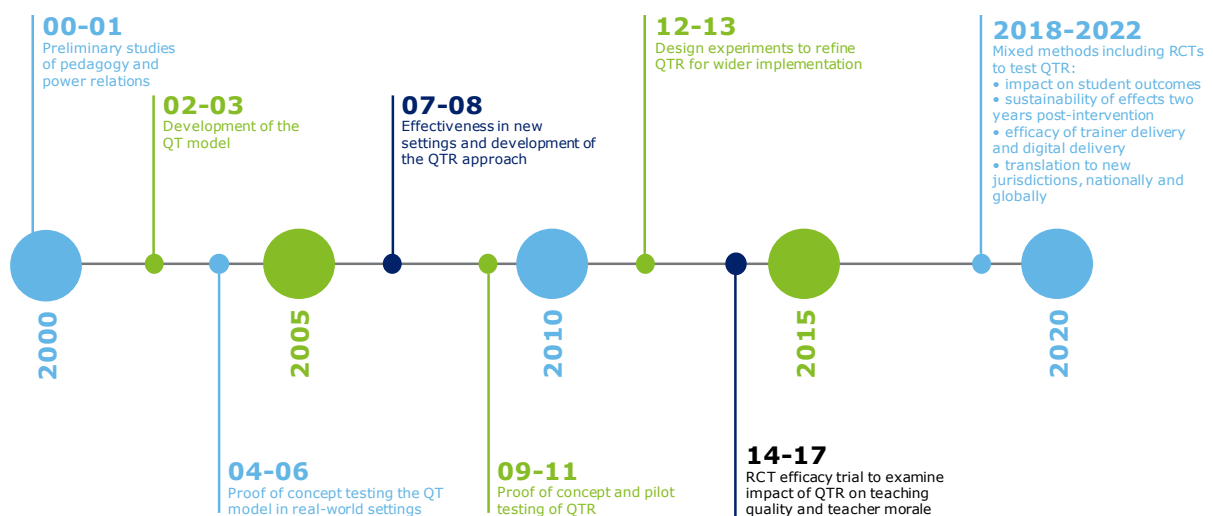 00-01
Preliminary studies
of pedagogy and
power relations
02-03
Development of the
QT model
07-08
Effectiveness in new
settings and development of
the QTR approach
12-13
Design experiments to refine
QTR for wider implementation
2018-2022
Mixed methods including RCTs
to test QTR:
• impact on student outcomes
• sustainability of effects two
years post-intervention
• efficacy of trainer delivery
and digital delivery
• translation to new
jurisdictions, nationally and
globally
2000
2005
2010
2015
2020
04-06
Proof of concept testing the QT
model in real-world settings
09-11
Proof of concept and pilot
testing of QTR
14-17
RCT efficacy trial to examine
impact of QTR on teaching
quality and teacher morale